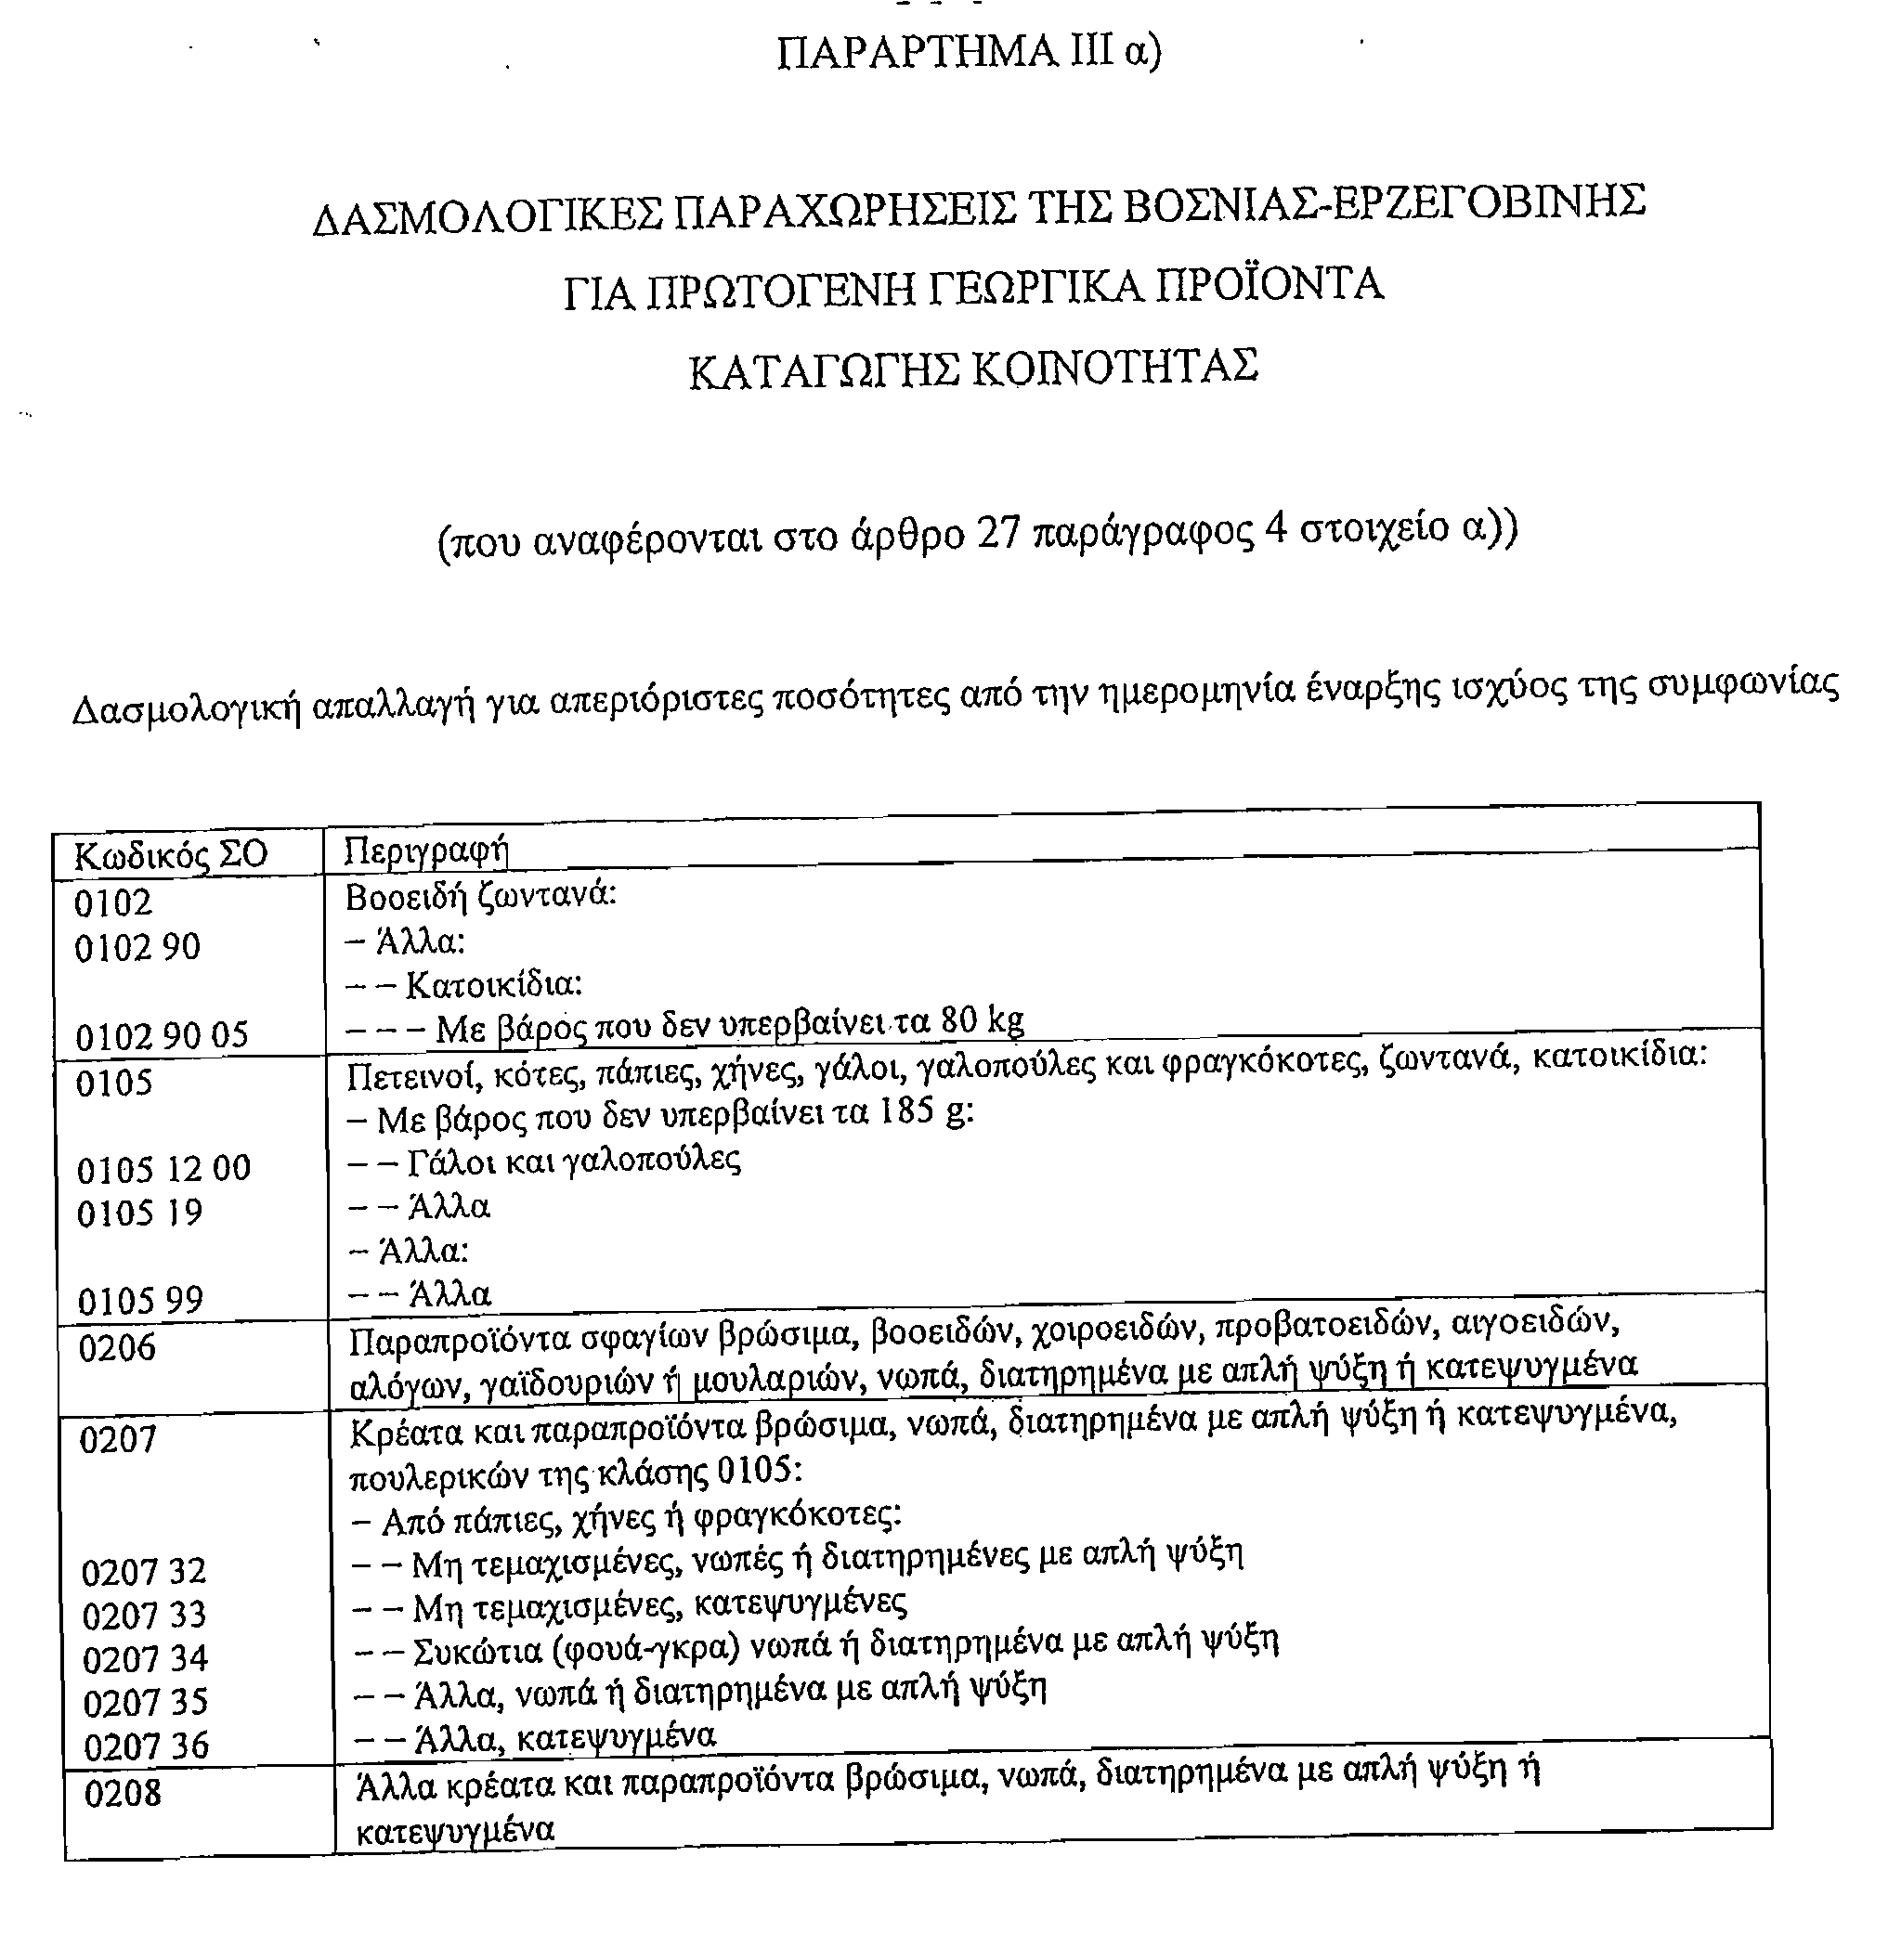 ΠΑΡΑΡΤΗΜΑ ΙΙΙ α)
ΔΑΣΜΟΛΟΓΙΚΕΣ ΠΑΡΑΧΩΡΗΣΕΙΣ ΤΗΣ ΒΟΣΝΙΑΣ-ΕΡΖΕΓΟΒΙΝΗΣ
ΓΙΑ ΠΡΩΤΟΓΕΝΗ ΓΕΩΡΓΙΚΑ ΠΡΟΪΟΝΤΑ
ΚΑΤΑΓΩΓΗΣ ΚΟΙΝΟΤΗΤΑΣ
(που αναφέρονται στο άρθρο 27 παράγραφος 4 στοιχείο α))
Δασμολογική απαλλαγή για απεριόριστες ποσότητες από την ημερομηνία έναρξης ισχύος της συμφωνίας
Κωδικός ΣΟ Περιγραφή
0102 Βοοειδή ζωντανά:
0102 90 – Άλλα:
– – Κατοικίδια:
0102 90 05 – – – Με βάρος που δεν υπερβαίνει τα 80 kg
0105 Πετεινοί, κότες, πάπιες, χήνες, γάλοι, γαλοπούλες και φραγκόκοτες, ζωντανά, κατοικίδια:
– Με βάρος που δεν υπερβαίνει τα 185 g:
0105 12 00 – – Γάλοι και γαλοπούλες
0105 19 – – Άλλα
– Άλλα:
0105 99 – – Άλλα
0206 Παραπροϊόντα σφαγίων βρώσιμα, βοοειδών, χοιροειδών, προβατοειδών, αιγοειδών,
αλόγων, γαϊδουριών ή μουλαριών, νωπά, διατηρημένα με απλή ψύξη ή κατεψυγμένα
0207 Κρέατα και παραπροϊόντα βρώσιμα, νωπά, διατηρημένα με απλή ψύξη ή κατεψυγμένα,
πουλερικών της κλάσης 0105:
– Από πάπιες, χήνες ή φραγκόκοτες:
0207 32 – – Μη τεμαχισμένες, νωπές ή διατηρημένες με απλή ψύξη
0207 33 – – Μη τεμαχισμένες, κατεψυγμένες
0207 34 – – Συκώτια (φουά-γκρα) νωπά ή διατηρημένα με απλή ψύξη
0207 35 – – Άλλα, νωπά ή διατηρημένα με απλή ψύξη
0207 36 – – Άλλα, κατεψυγμένα
0208 Άλλα κρέατα και παραπροϊόντα βρώσιμα, νωπά, διατηρημένα με απλή ψύξη ή
κατεψυγμένα